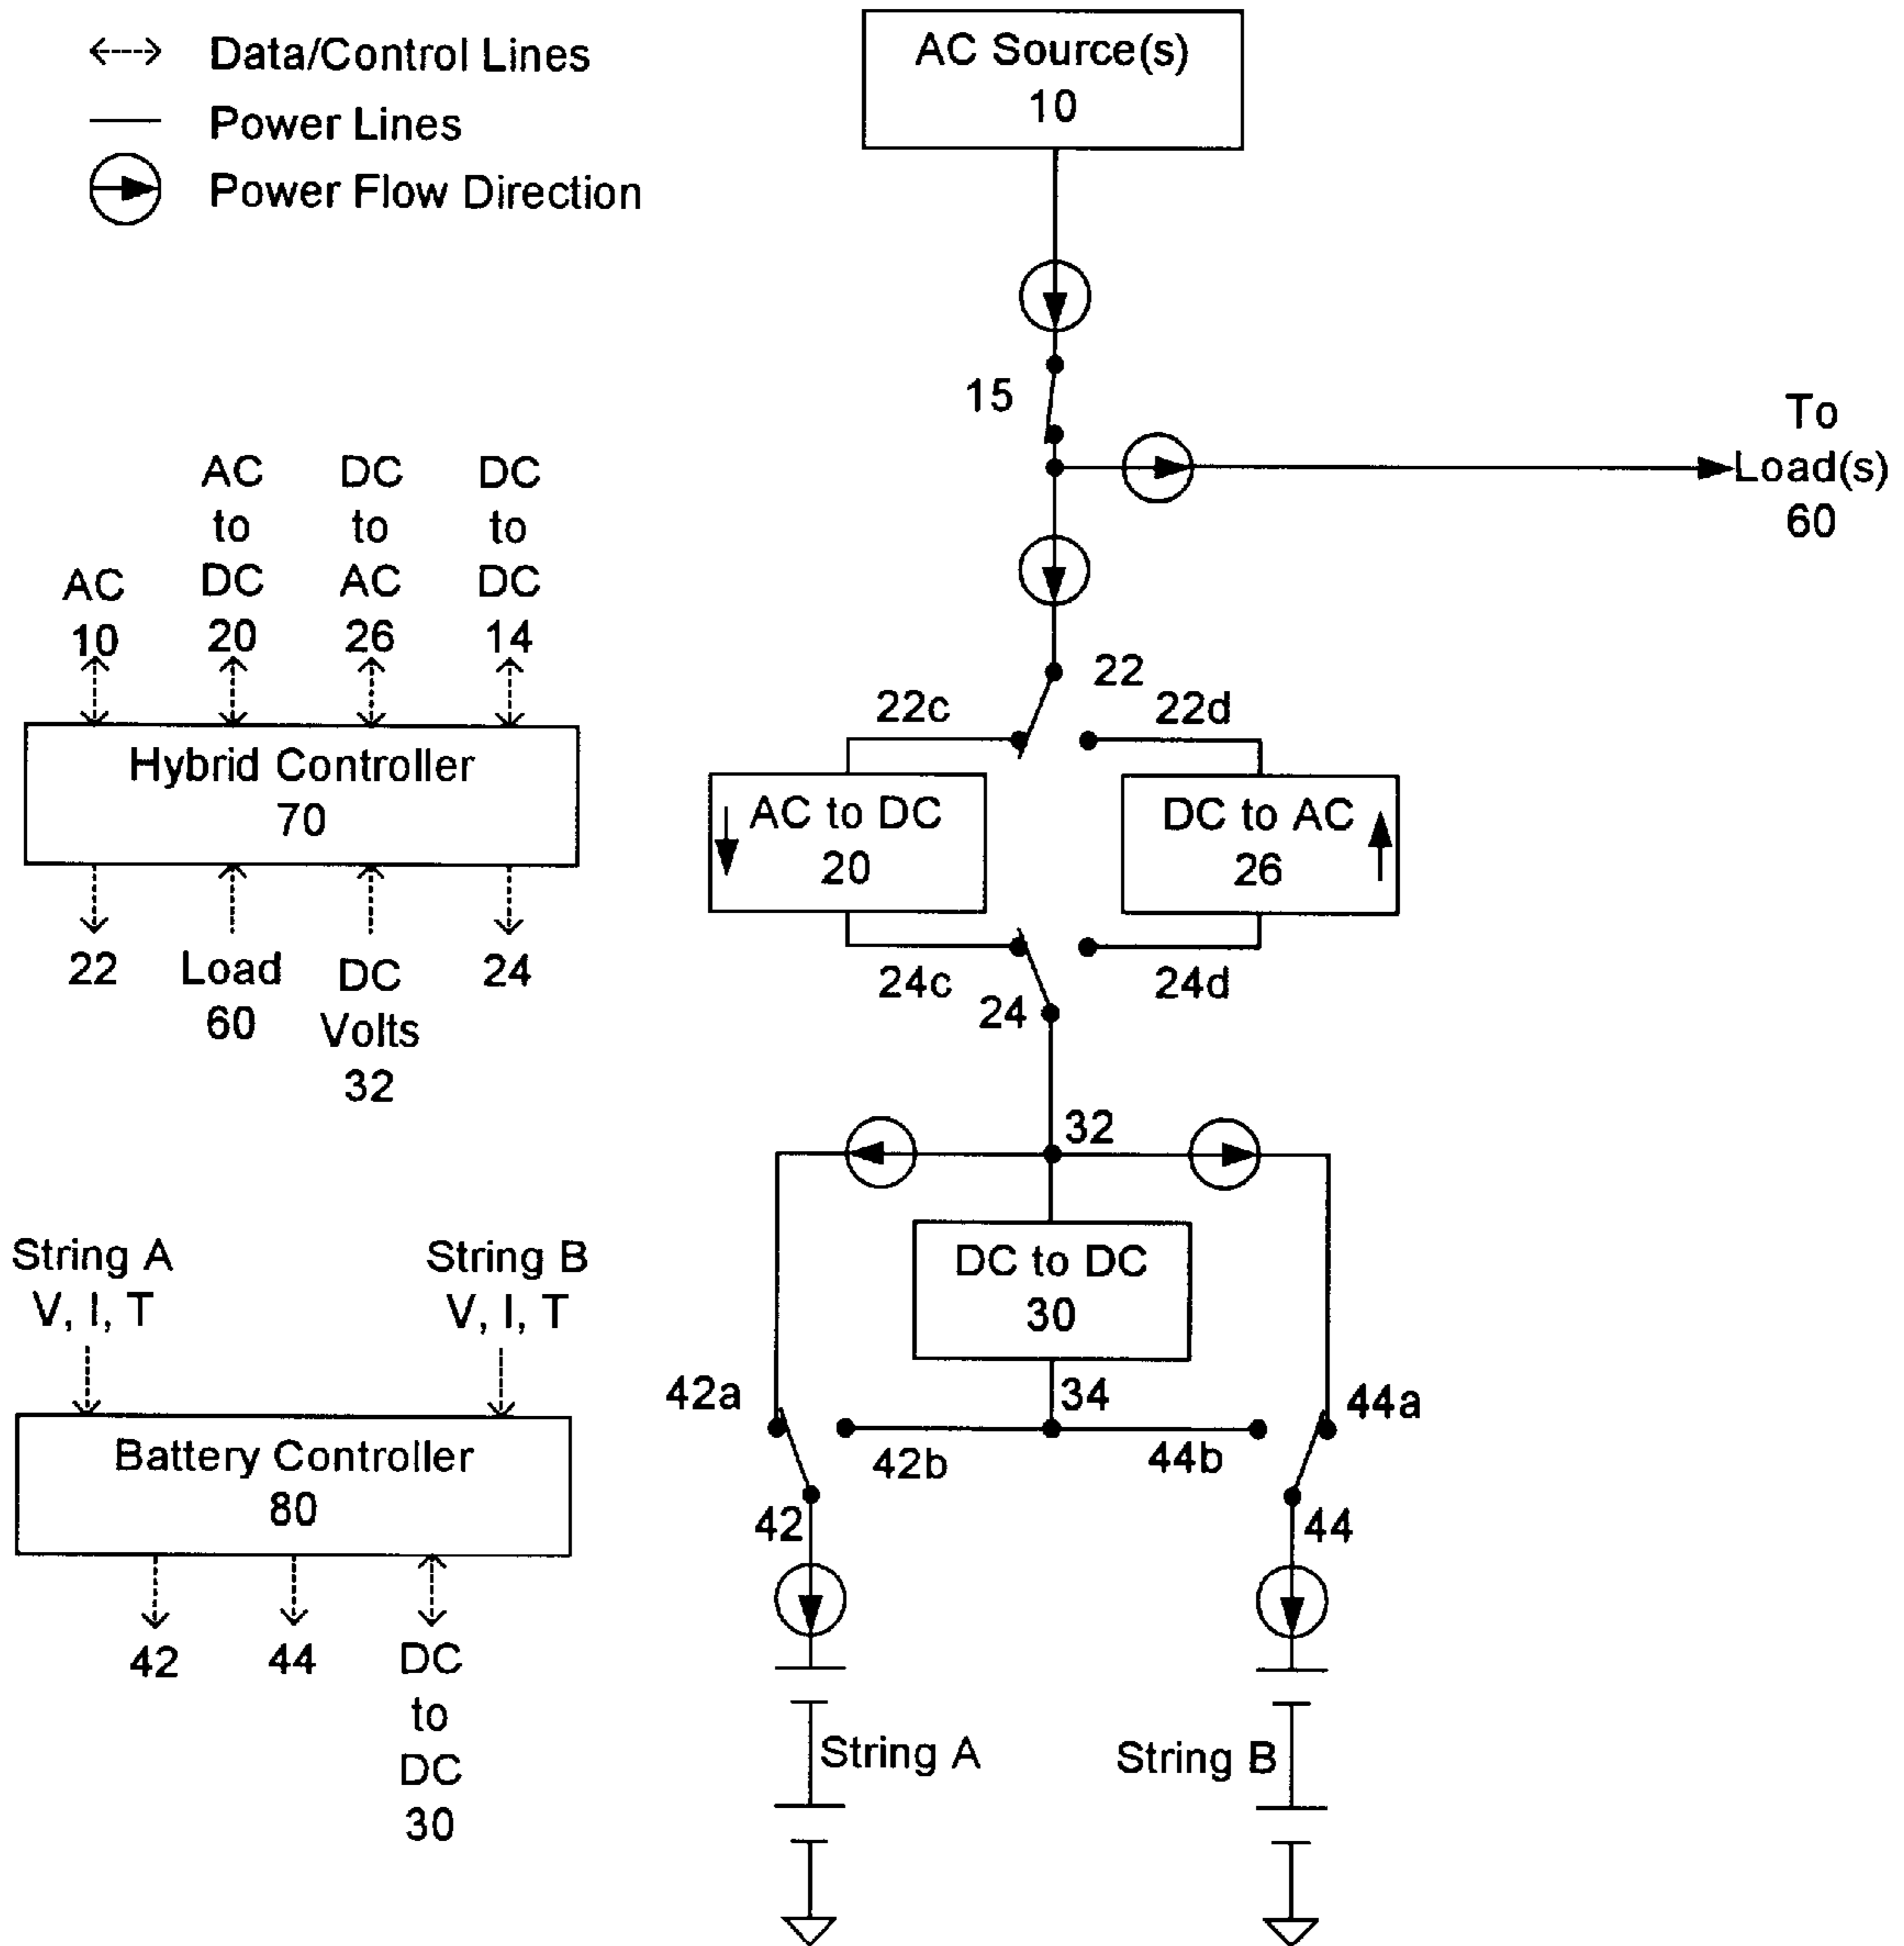 Data/Control Lines
Power Lines
Power Flow Direction
AC Source(s)
10
15
To
Load(s)
60
AC
10
AC
to
DC
20
DC
to
AC
26
DC
to
DC
14
Hybrid Controller
70
22
Load
60
DC
Volts
32
24
22
22c
22d
AC to DC
20
DC to AC
26
24c
24
24d
32
DC to DC
30
34
42a
42b
44b
44a
42
44
String A
String B
String A
V, I, T
String B
V, I, T
Battery Controller
80
42
44
DC
to
DC
30